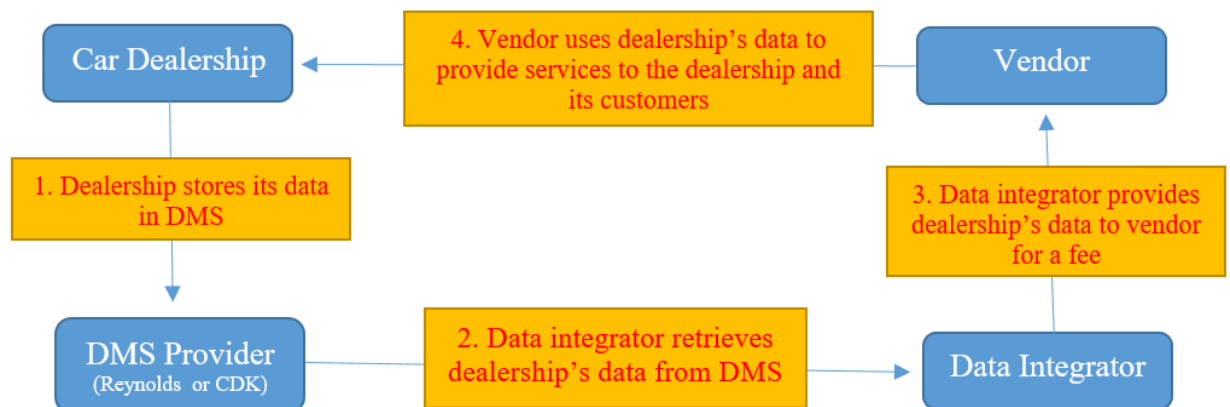 Car Dealership
4. Vendor uses dealership’s data to
provide services to the dealership and
its customers
Vendor
1. Dealership stores its data
in DMS
3. Data integrator provides
dealership’s data to vendor
for a fee
DMS Provider
(Reynolds or CDK)
2. Data integrator retrieves
dealership’s data from DMS
Data Integrator